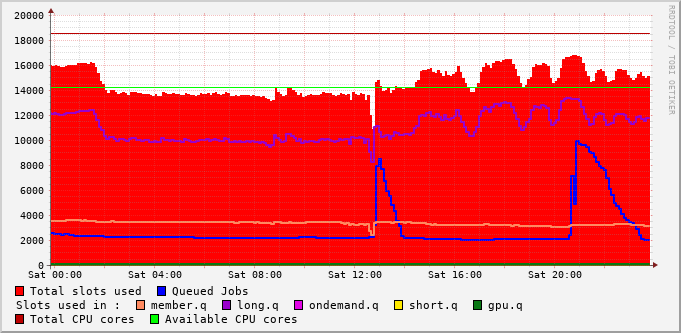 20000
18000
16000
14000
12000
10000
8000
6000
4000
2000
0
Sat 00:00 Sat 04:00 Sat 08:00 Sat 12:00 Sat 16:00 Sat 20:00
Total slots used Queued Jobs
Slots used in : member.q long.q ondemand.q short.q gpu.q
Total CPU cores Available CPU cores
RRDTOOL / TOBI OETIKER